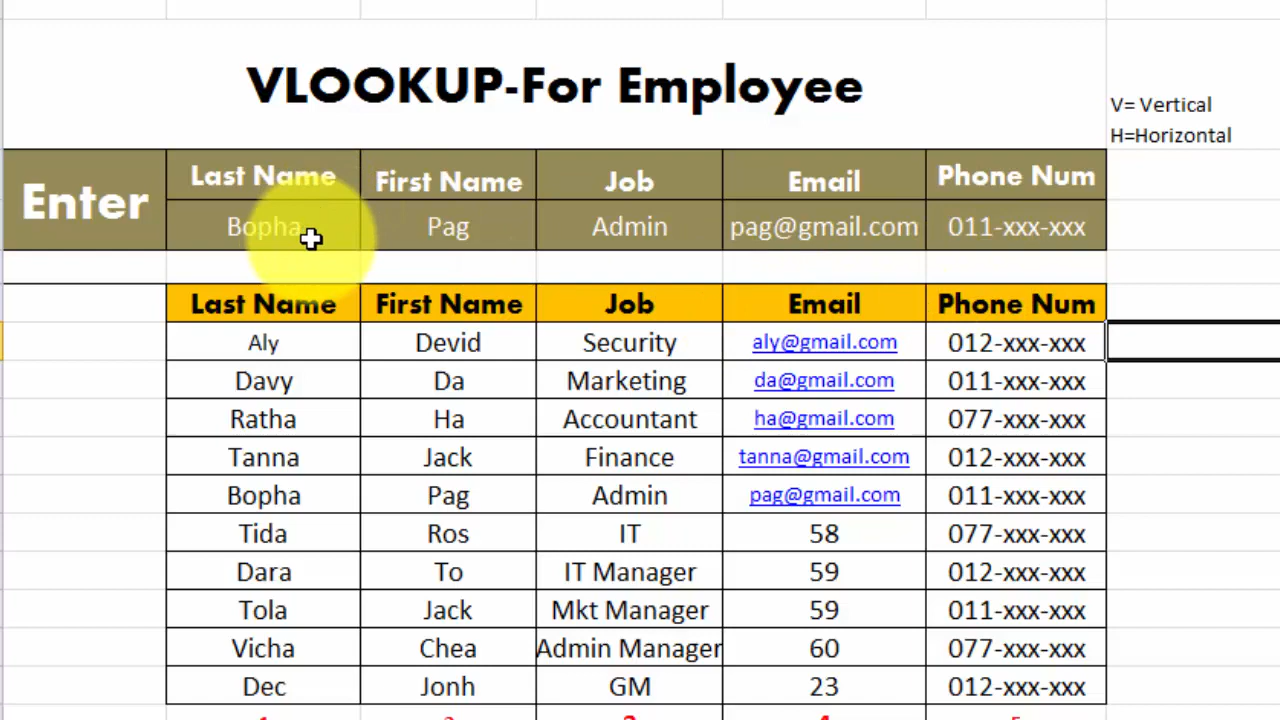 VLOOKUP-For Employee
V= Vertical
H=Horizontal
Enter
Last Name First Name Job Email Phone Num
Bopha Pag Admin pag@gmail.com 011-xxx-xxx
Last Name First Name Job Email Phone Num
Aly Devid Security aly@gmail.com 012-xxx-xxx
Davy Da Marketing da@gmail.com 011-xxx-xxx
Ratha Ha Accountant ha@gmail.com 077-xxx-xxx
Tanna Jack Finance tanna@gmail.com 012-xxx-xxx
Bopha Pag Admin pag@gmail.com 011-xxx-xxx
Tida Ros IT 58 077-xxx-xxx
Dara To IT Manager 59 012-xxx-xxx
Tola Jack Mkt Manager 59 011-xxx-xxx
Vicha Chea Admin Manager 60 077-xxx-xxx
Dec Jonh GM 23 012-xxx-xxx